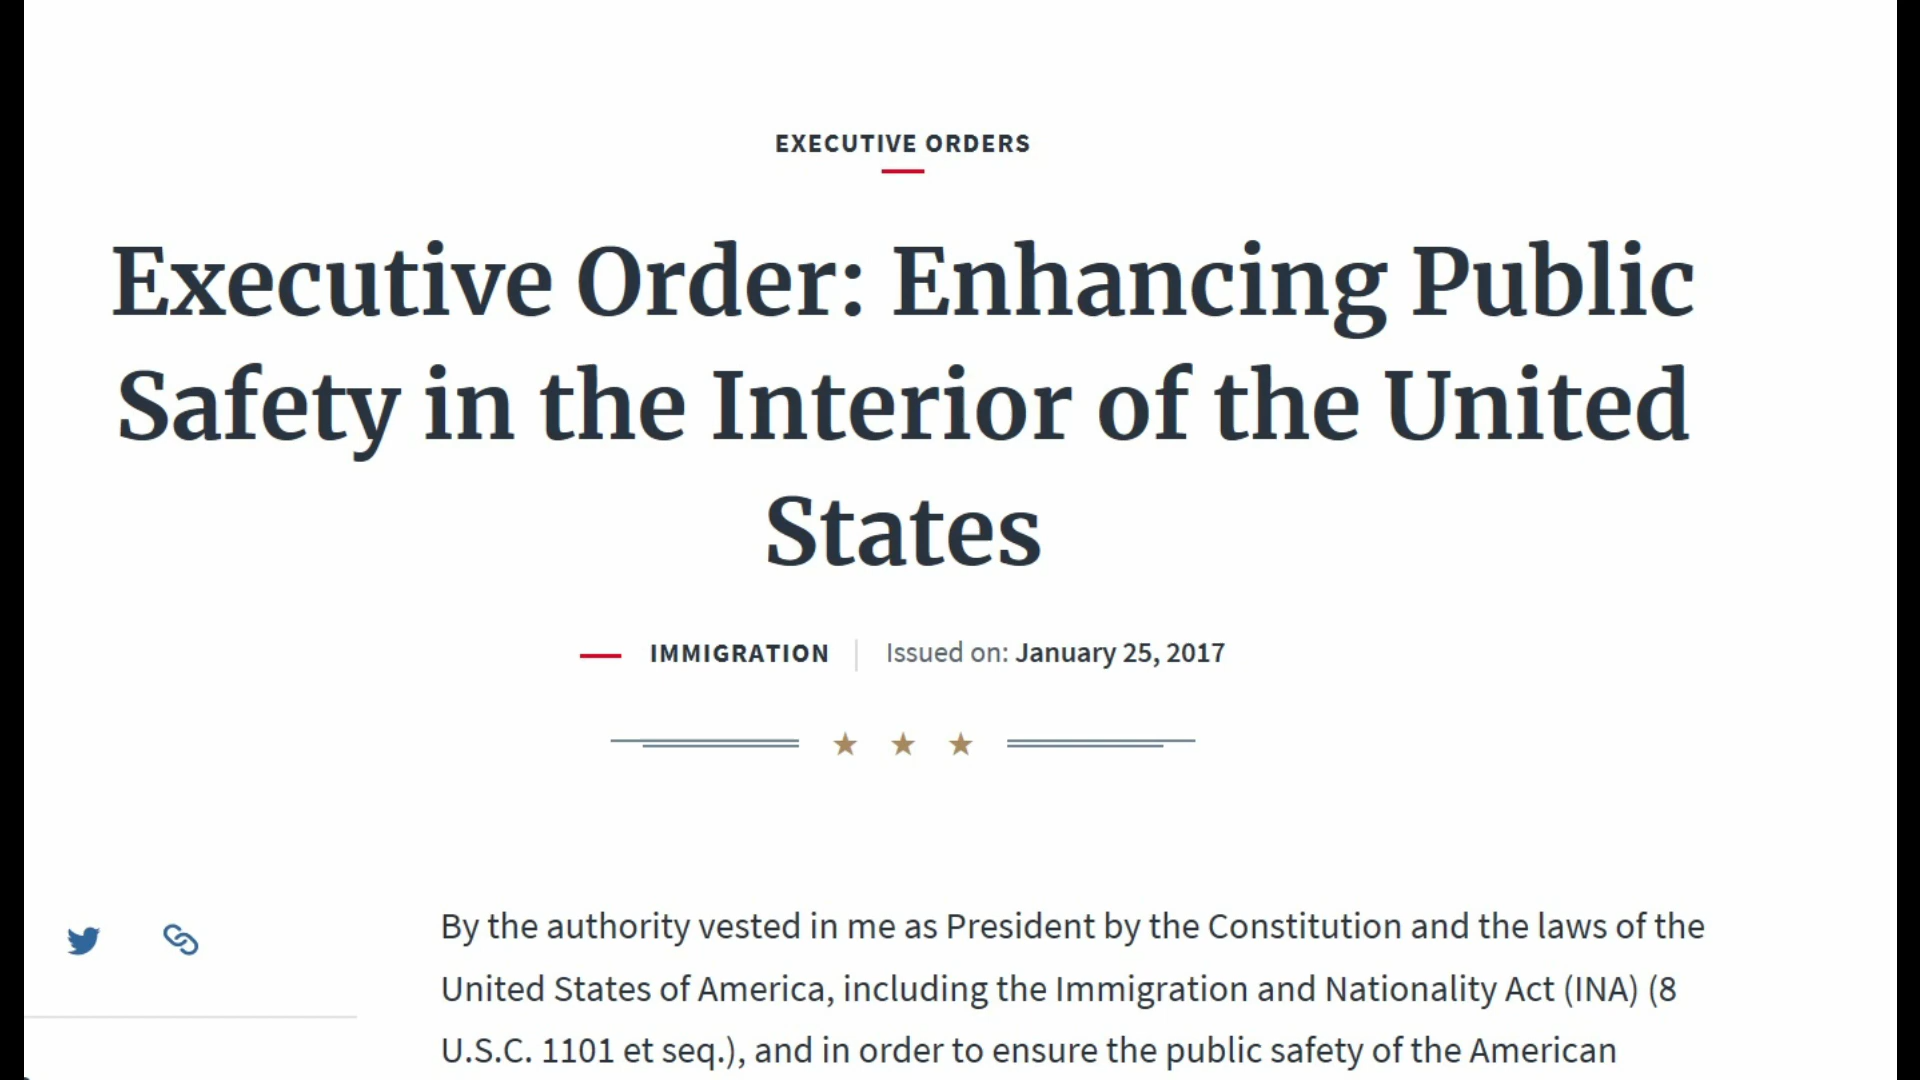 EXECUTIVE ORDERS
Executive Order: Enhancing Public
Safety in the Interior of the United
States
IMMIGRATION
Issued on: January 25, 2017
By the authority vested in me as President by the Constitution and the laws of the
United States of America, including the Immigration and Nationality Act (INA) (8
U.S.C. 1101 et seq.), and in order to ensure the public safety of the American